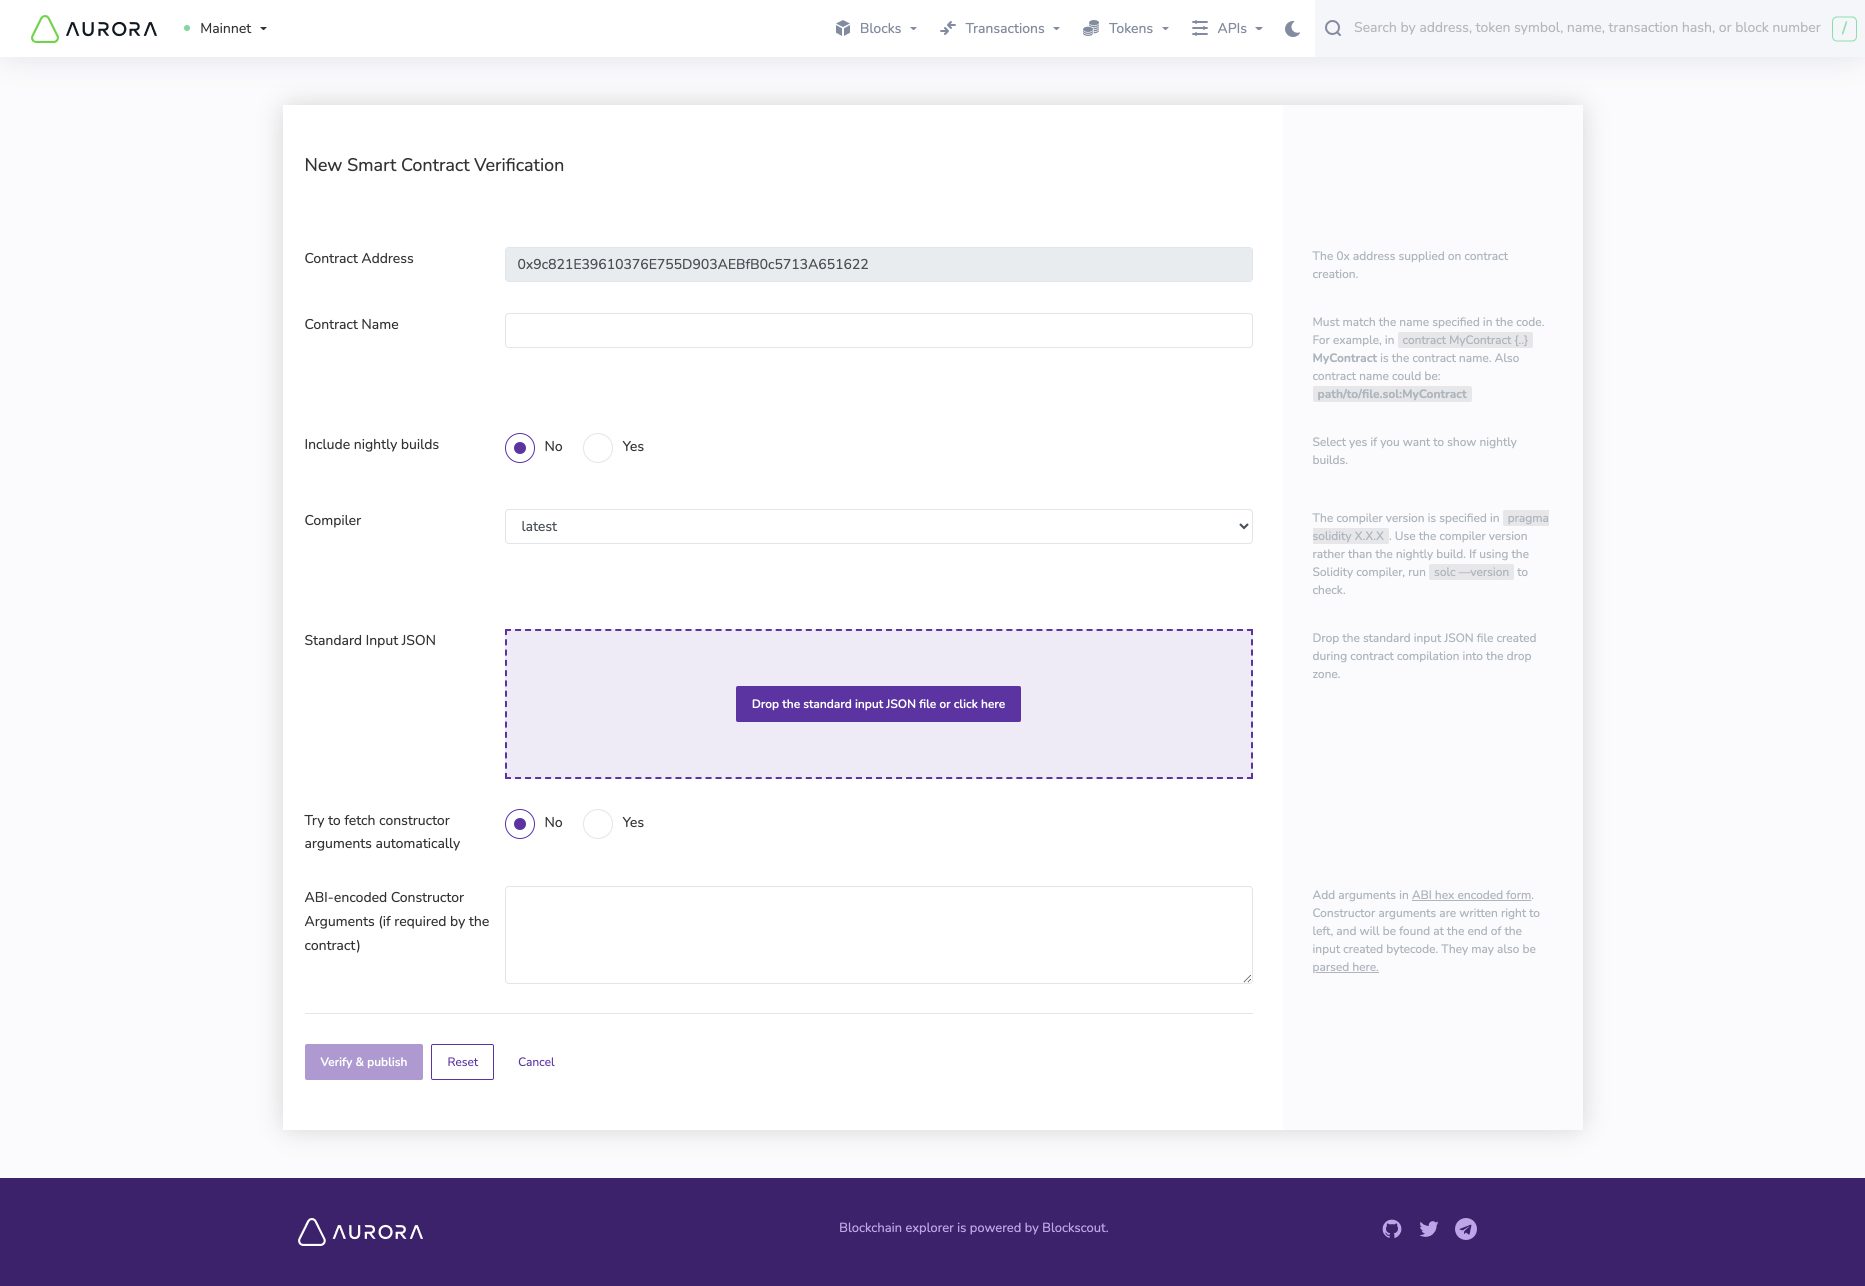 AURORA
Mainnet
Blocks
Transactions
Tokens
APIs
Search by address, token symbol, name, transaction hash, or block number
/
New Smart Contract Verification
Contract Address
0x9c821E39610376E755D903AEBfB0c5713A651622
The 0x address supplied on contract
creation.
Contract Name
Must match the name specified in the code.
For example, in contract MyContract {..}
MyContract is the contract name. Also
contract name could be:
path/to/file.sol:MyContract
Include nightly builds
No
Yes
Select yes if you want to show nightly
builds.
Compiler
latest
The compiler version is specified in pragma
solidity X.X.X . Use the compiler version
rather than the nightly build. If using the
Solidity compiler, run solc —version to
check.
Standard Input JSON
Drop the standard input JSON file or click here
Drop the standard input JSON file created
during contract compilation into the drop
zone.
Try to fetch constructor
arguments automatically
No
Yes
ABI-encoded Constructor
Arguments (if required by the
contract)
Add arguments in ABI hex encoded form.
Constructor arguments are written right to
left, and will be found at the end of the
input created bytecode. They may also be
parsed here.
Verify & publish
Reset
Cancel
AURORA
Blockchain explorer is powered by Blockscout.